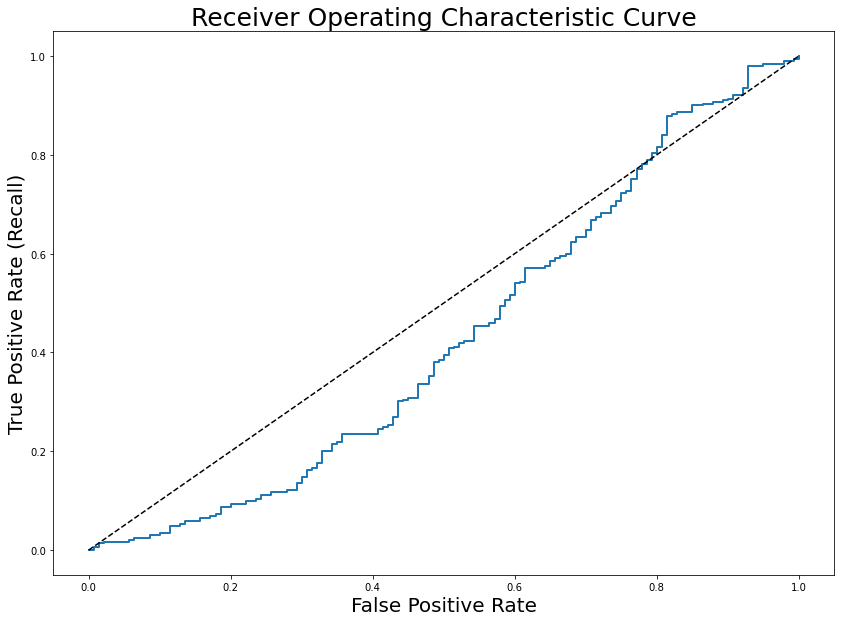 Receiver Operating Characteristic Curve
True Positive Rate (Recall)
1.0
0.8
0.6
0.4
0.2
0.0
0.0 0.2 0.4 0.6 0.8 1.0
False Positive Rate